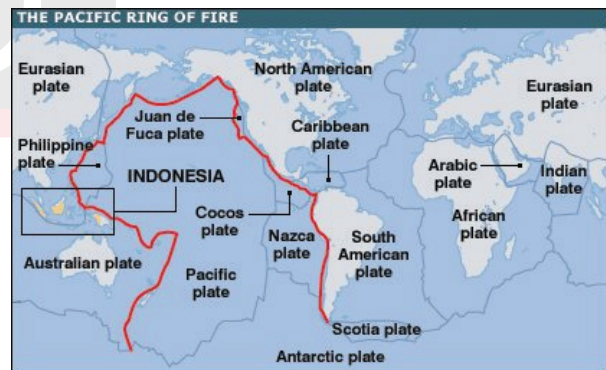 THE PACIFIC RING OF FIRE
Eurasian
plate
North American
plate
Eurasian
plate
Juan de
Fuca plate
Caribbean
plate
Philippine
plate
INDONESIA
Arabic
plate
Indian
plate
Cocos
plate
African
plate
Nazca
plate
South
American
plate
Australian plate
Pacific
plate
Scotia plate
Antarctic plate